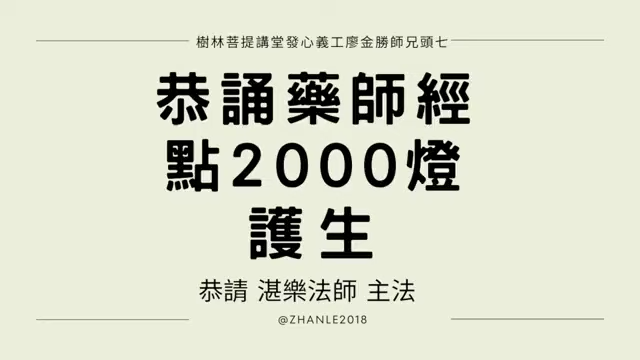 樹林菩提講堂發心義工廖金勝師兄頭七
恭誦藥師經
點2000燈
護生
恭請 湛樂法師 主法
@ZHANLE2018